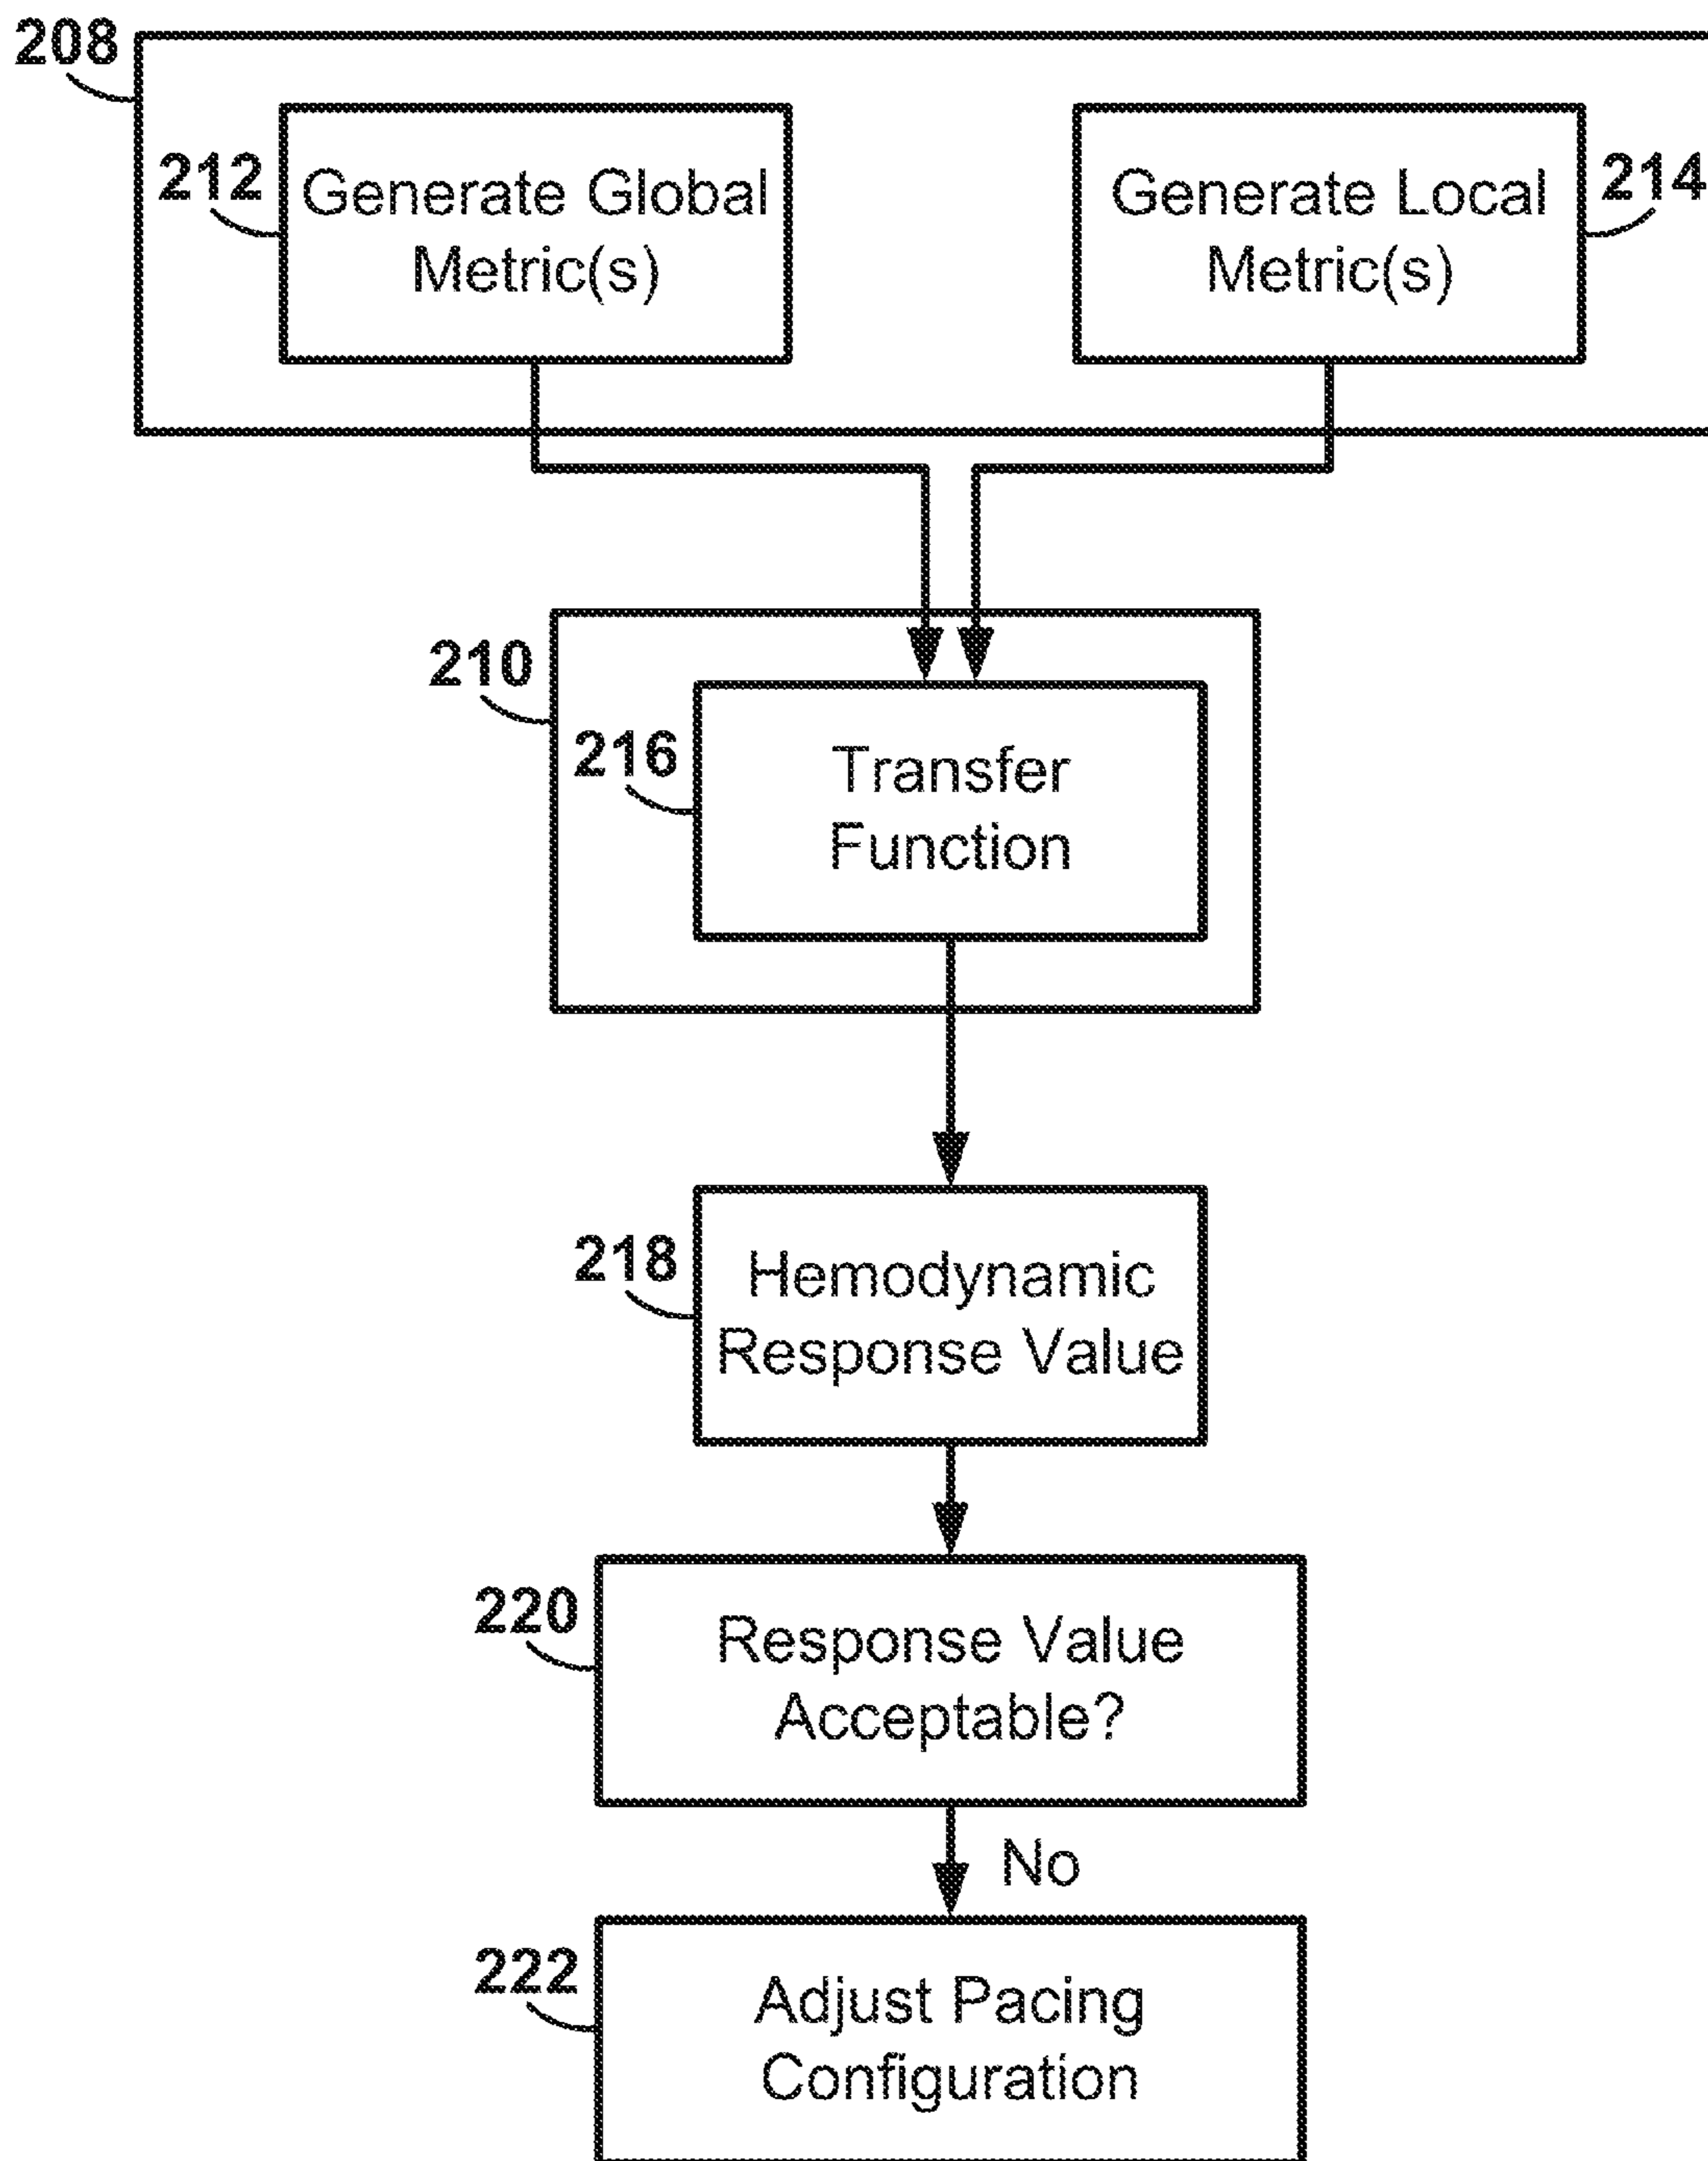 208
212
Generate Global
Metric(s)
Generate Local
Metric(s)
214
210
216
Transfer
Function
218
Hemodynamic
Response Value
220
Response Value
Acceptable?
No
222
Adjust Pacing
Configuration